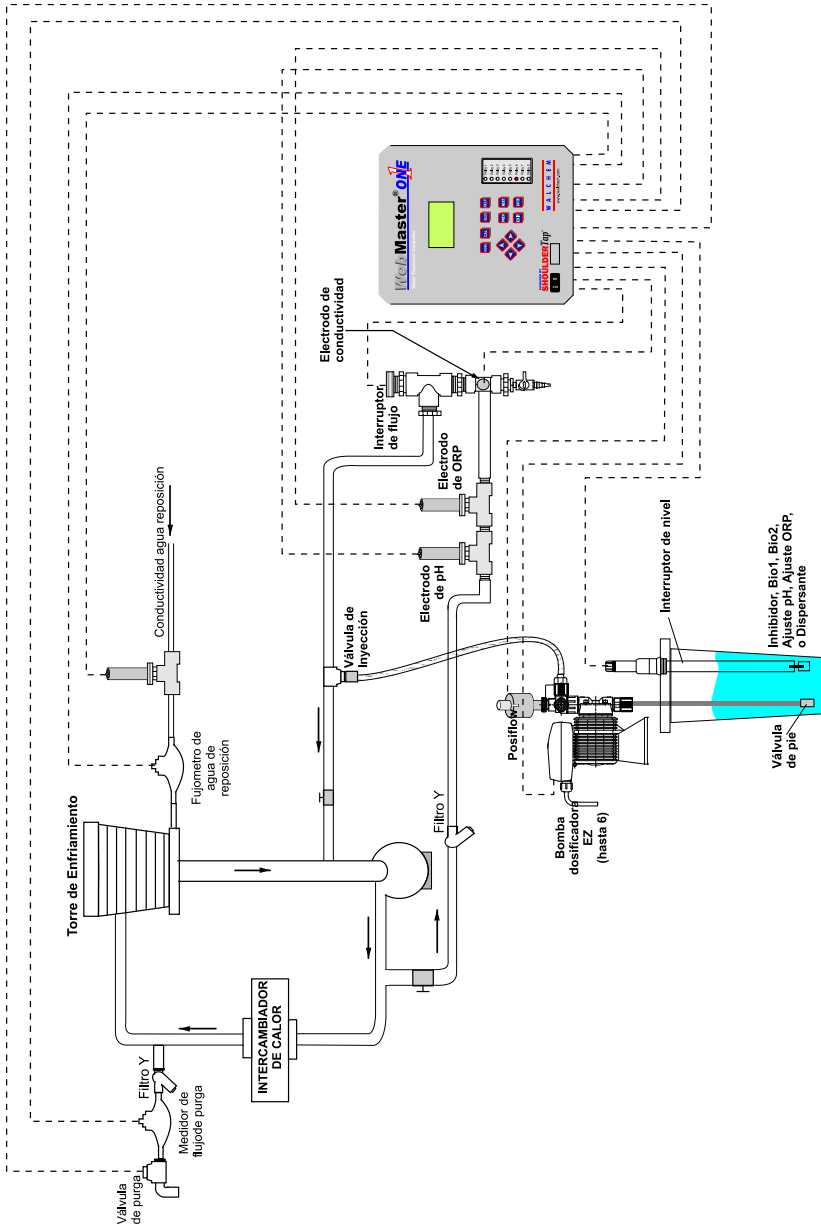 Torre de Enfriamiento
Conductividad agua reposición
Fujometro de
agua de
reposición
Válvula
de purga
Medidor de
flujode purga
Filtro Y
INTERCAMBIADOR
DE CALOR
Filtro Y
Válvula de
Inyección
Electrodo
de pH
Electrodo
de ORP
Interruptor
de flujo
Electrodo de
conductividad
WebMaster® ONE
1
SHOULDERTap
WALCHEM
Posiflow
Bomba
dosificadora
EZ
(hasta 6)
Interruptor de nivel
Válvula
de pie
Inhibidor, Bio1, Bio2,
Ajuste pH, Ajuste ORP,
o Dispersante